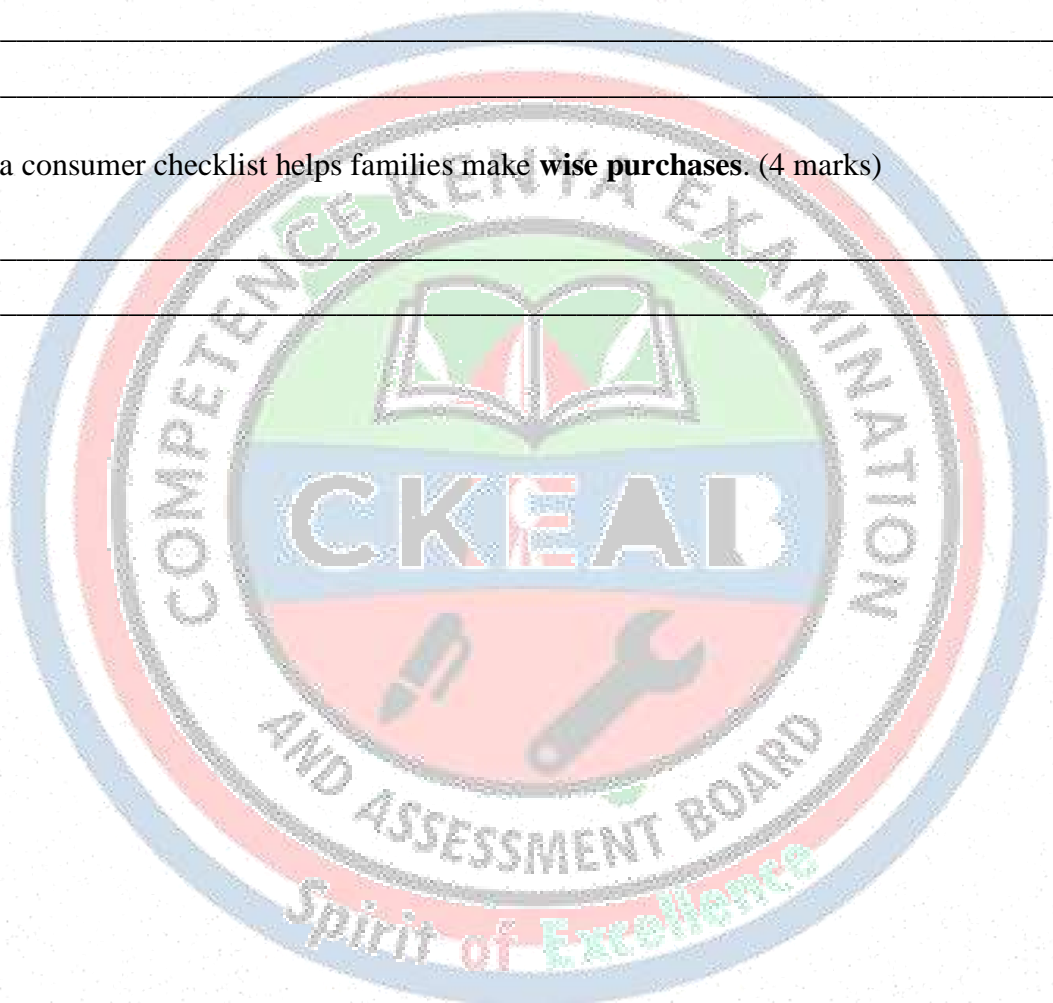 a consumer checklist helps families make wise purchases. (4 marks)
COMPETENCE KENYA EXAMINATION
CKEAB
AND ASSESSMENT BOARD
Spirit of Excellence